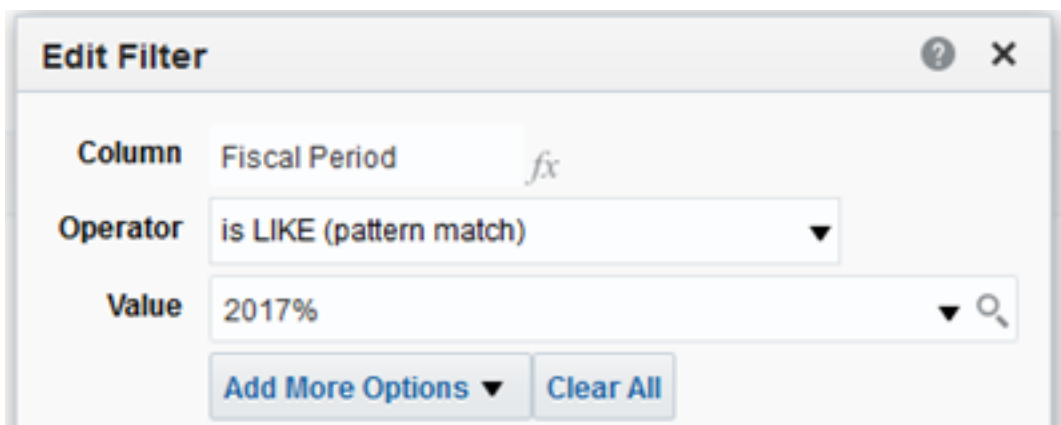 Edit Filter
Column Fiscal Period fx
Operator is LIKE (pattern match)
Value 2017%
Add More Options Clear All